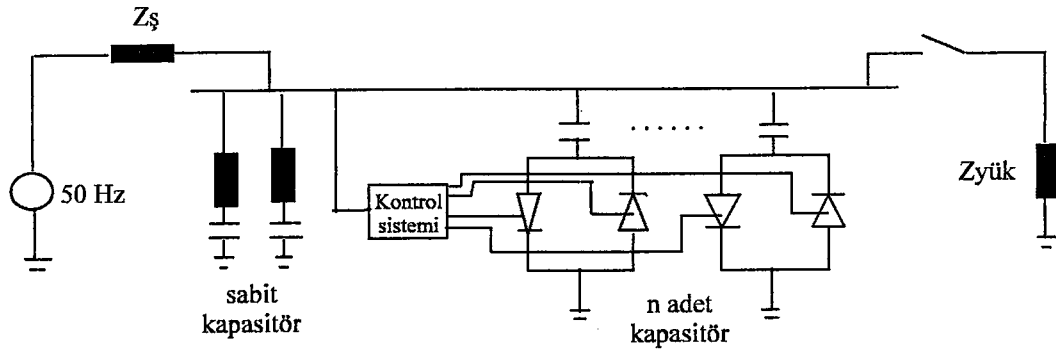 Zş
50 Hz
Kontrol
sistemi
Zyük
sabit
kapasitör
n adet
kapasitör